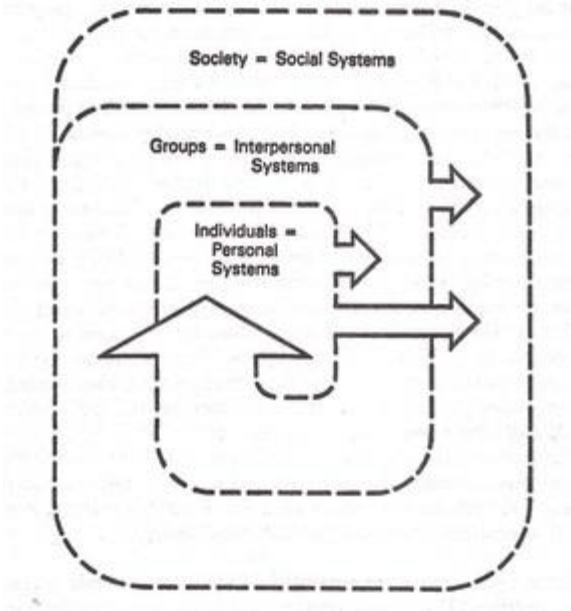 Society = Social Systems
Groups = Interpersonal
Systems
Individuals =
Personal
Systems